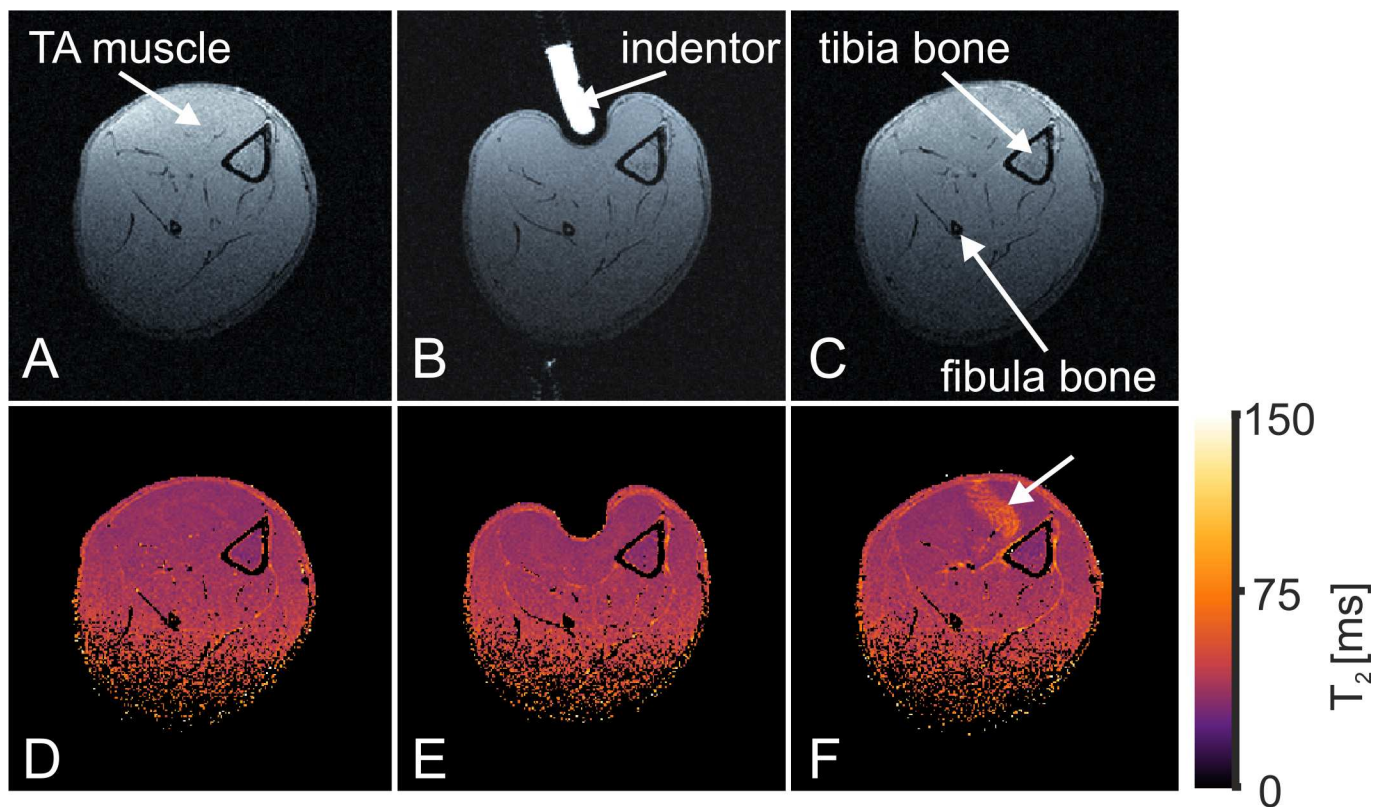 TA muscle
indentor
tibia bone
A
B
C
fibula bone
D
E
F
150
75
0
T2 [ms]